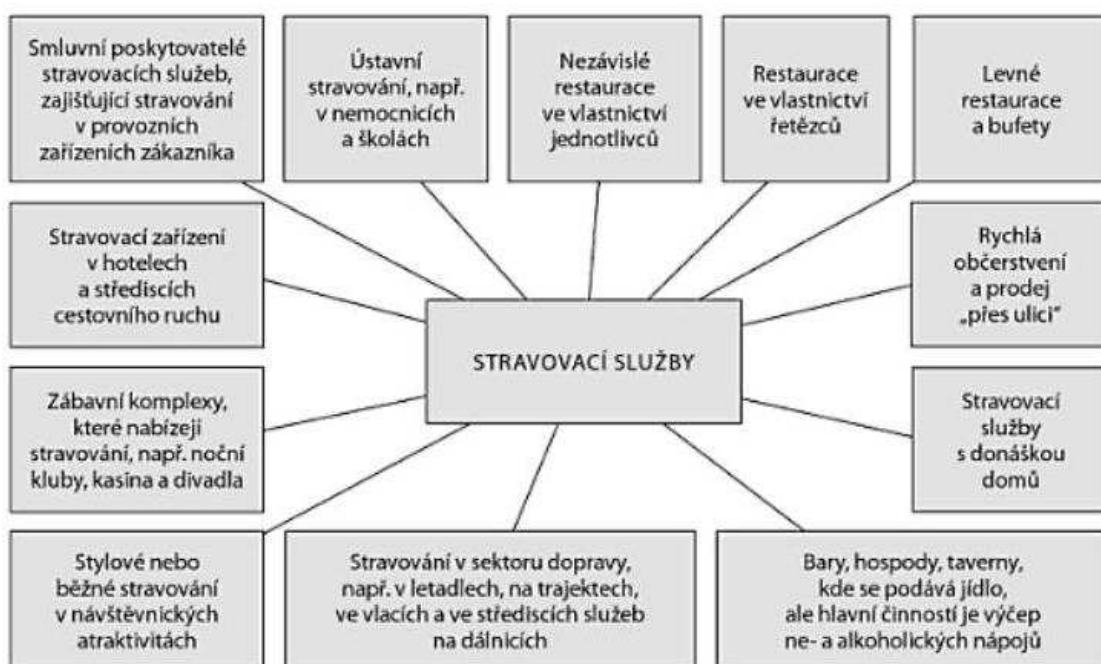 Smluvní poskytovatelé
stravovacích služeb,
zajišťující stravování
v provozních
zařízeních zákazníka
Ústavní
stravování, např.
v nemocnicích
a školách
Nezávislé
restaurace
ve vlastnictví
jednotlivců
Restaurace
ve vlastnictví
řetězců
Levné
restaurace
a bufety
Stravovací zařízení
v hotelech
a střediscích
cestovního ruchu
Rychlá
občerstvení
a prodej
„přes ulici“
STRAVOVACÍ SLUŽBY
Zábavní komplexy,
které nabízejí
stravování, např. noční
kluby, kasina a divadla
Stravovací
služby
s donáškou
domů
Stylové nebo
běžné stravování
v návštěvnických
atraktivitách
Stravování v sektoru dopravy,
např. v letadlech, na trajektech,
ve vlacích a ve střediscích služeb
na dálnicích
Bary, hospody, taverny,
kde se podává jídlo,
ale hlavní činností je výčep
ne- a alkoholických nápojů